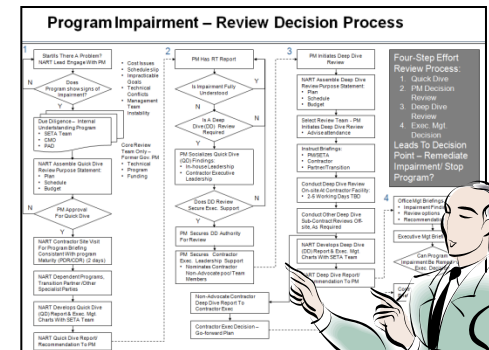 Program Impairment – Review Decision Process
1
Start/Is There A Problem?
NART Lead Engage With PM
N
Does
Program show signs of
Impairment?
Y
Due Diligence – Internal
Understanding Program
• SETA Team
• CMO
• PAD
NART Assemble Quick Dive
Review Purpose Statement:
• Plan
• Schedule
• Budget
N
PM Approval
For Quick Dive
Y
NART Contractor Site Visit
For Program Briefing
Consistent With program
Maturity (PDR/CDR) (2 days)
NART Dependent Programs,
Transition Partner /Other
Specialed Parties
NART Develops Quick Dive
(QD) Report & Exec. Mgt.
Charts With SETA Team
NART Quick Dive Report/
Recommendation To PM
• Cost Issues
• Schedule slip
• Impracticable
Goals
• Technical
Conflicts
• Management
Team
Instability
Core Review
Team Only –
Former Gov. PM
• Technical
• Program
• Funding
2
PM Has RT Report
Y
Is Impairment Fully
Understood
N
Is A Deep
Dive (DD) Review
Required
N
Y
PM Socializes Quick Dive
(QD) Findings:
• In-house Leadership
• Contractor Executive
Leadership
Does DD Review
Secure Exec. Support
N
Y
PM Secures DD Authority
For Review
PM Secures Contractor
Exec. Leadership Support
• Nominates Contractor
Non-Advocate pool/Team
Members
Non-Advocate Contractor
Deep Dive Report To
Contractor Exec
Contractor Exec Decision –
Go-forward Plan
3
PM Initiates Deep Dive
Review
NART Assemble Deep Dive
Review Purpose Statement:
• Plan
• Schedule
• Budget
Select Review Team – PM
Initiates Deep Dive Review
• Advise attendance
Instruct Briefings:
• PM/SETA
• Contractor
• Partner/Transition
Conduct Deep Dive Review
On-site At Contractor Facility:
• 2-5 Working Days TBD
Conduct Other Deep Dive
Sub-Contract Reviews Off-
site, As Required
NART Develops Deep Dive
(DD) Report & Exec. Mgt.
Charts With SETA Team
NART Deep Dive Report/
Recommendation To PM
Four-Step Effort
Review Process:
1. Quick
2. PM Decision
Review
3. Deep Dive
Review
4. Exec. Mgt.
Decision
Leads To Decision
Point – Remediate
Impairment/ Stop
Program?
4
Office Mgt Briefings
• Impairment
• Review options
Executive Mgt Brief
Can Program